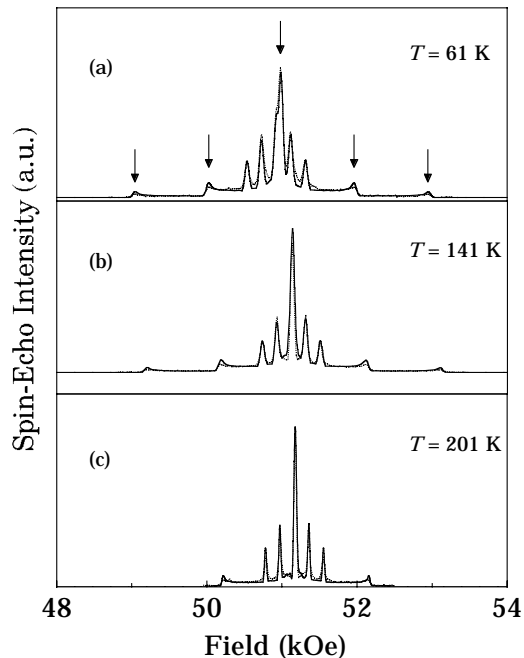 (a)
T = 61 K
(b)
T = 141 K
(c)
T = 201 K
Spin-Echo Intensity (a.u.)
48 50 52 54
Field (kOe)